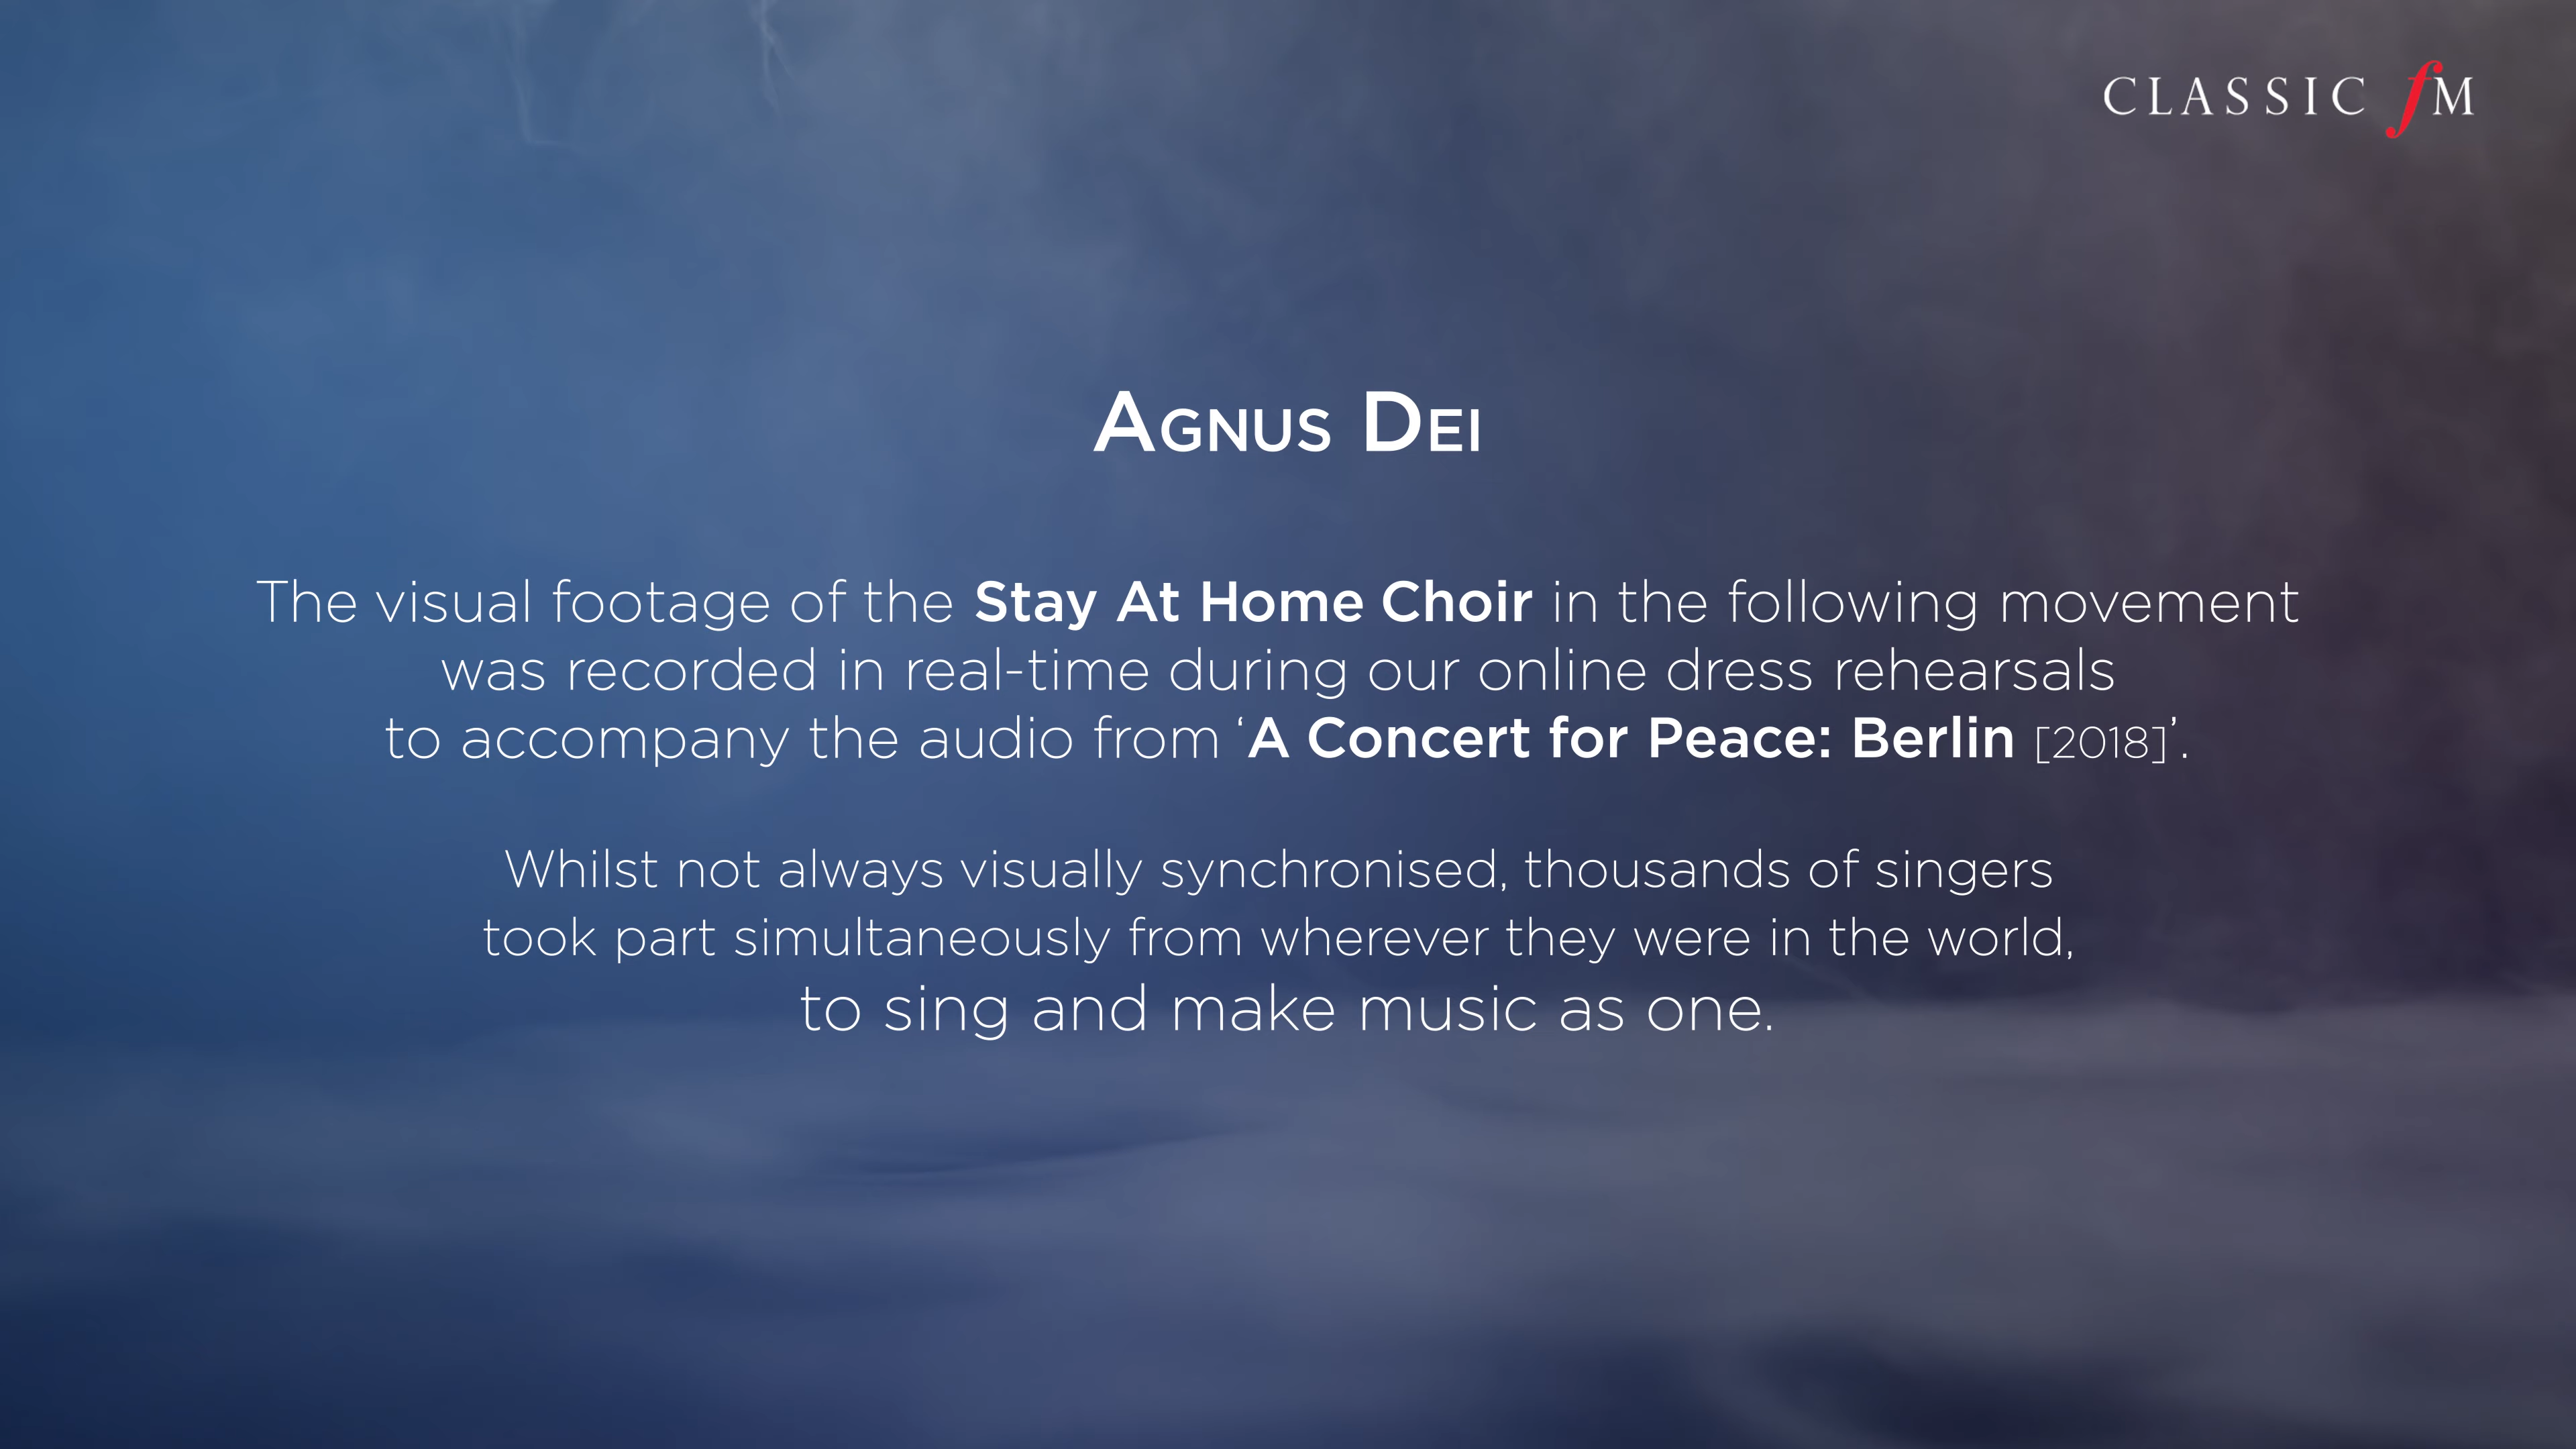 CLASSIC fM
AGNUS DEI
The visual footage of the Stay At Home Choir in the following movement
was recorded in real-time during our online dress rehearsals
to accompany the audio from ‘A Concert for Peace: Berlin [2018]’.
Whilst not always visually synchronised, thousands of singers
took part simultaneously from wherever they were in the world,
to sing and make music as one.